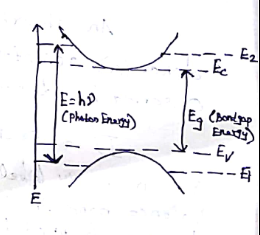 E2
Ec
E=hν
(Photon Energy)
Eg (Bandgap
Energy)
EV
E1
E